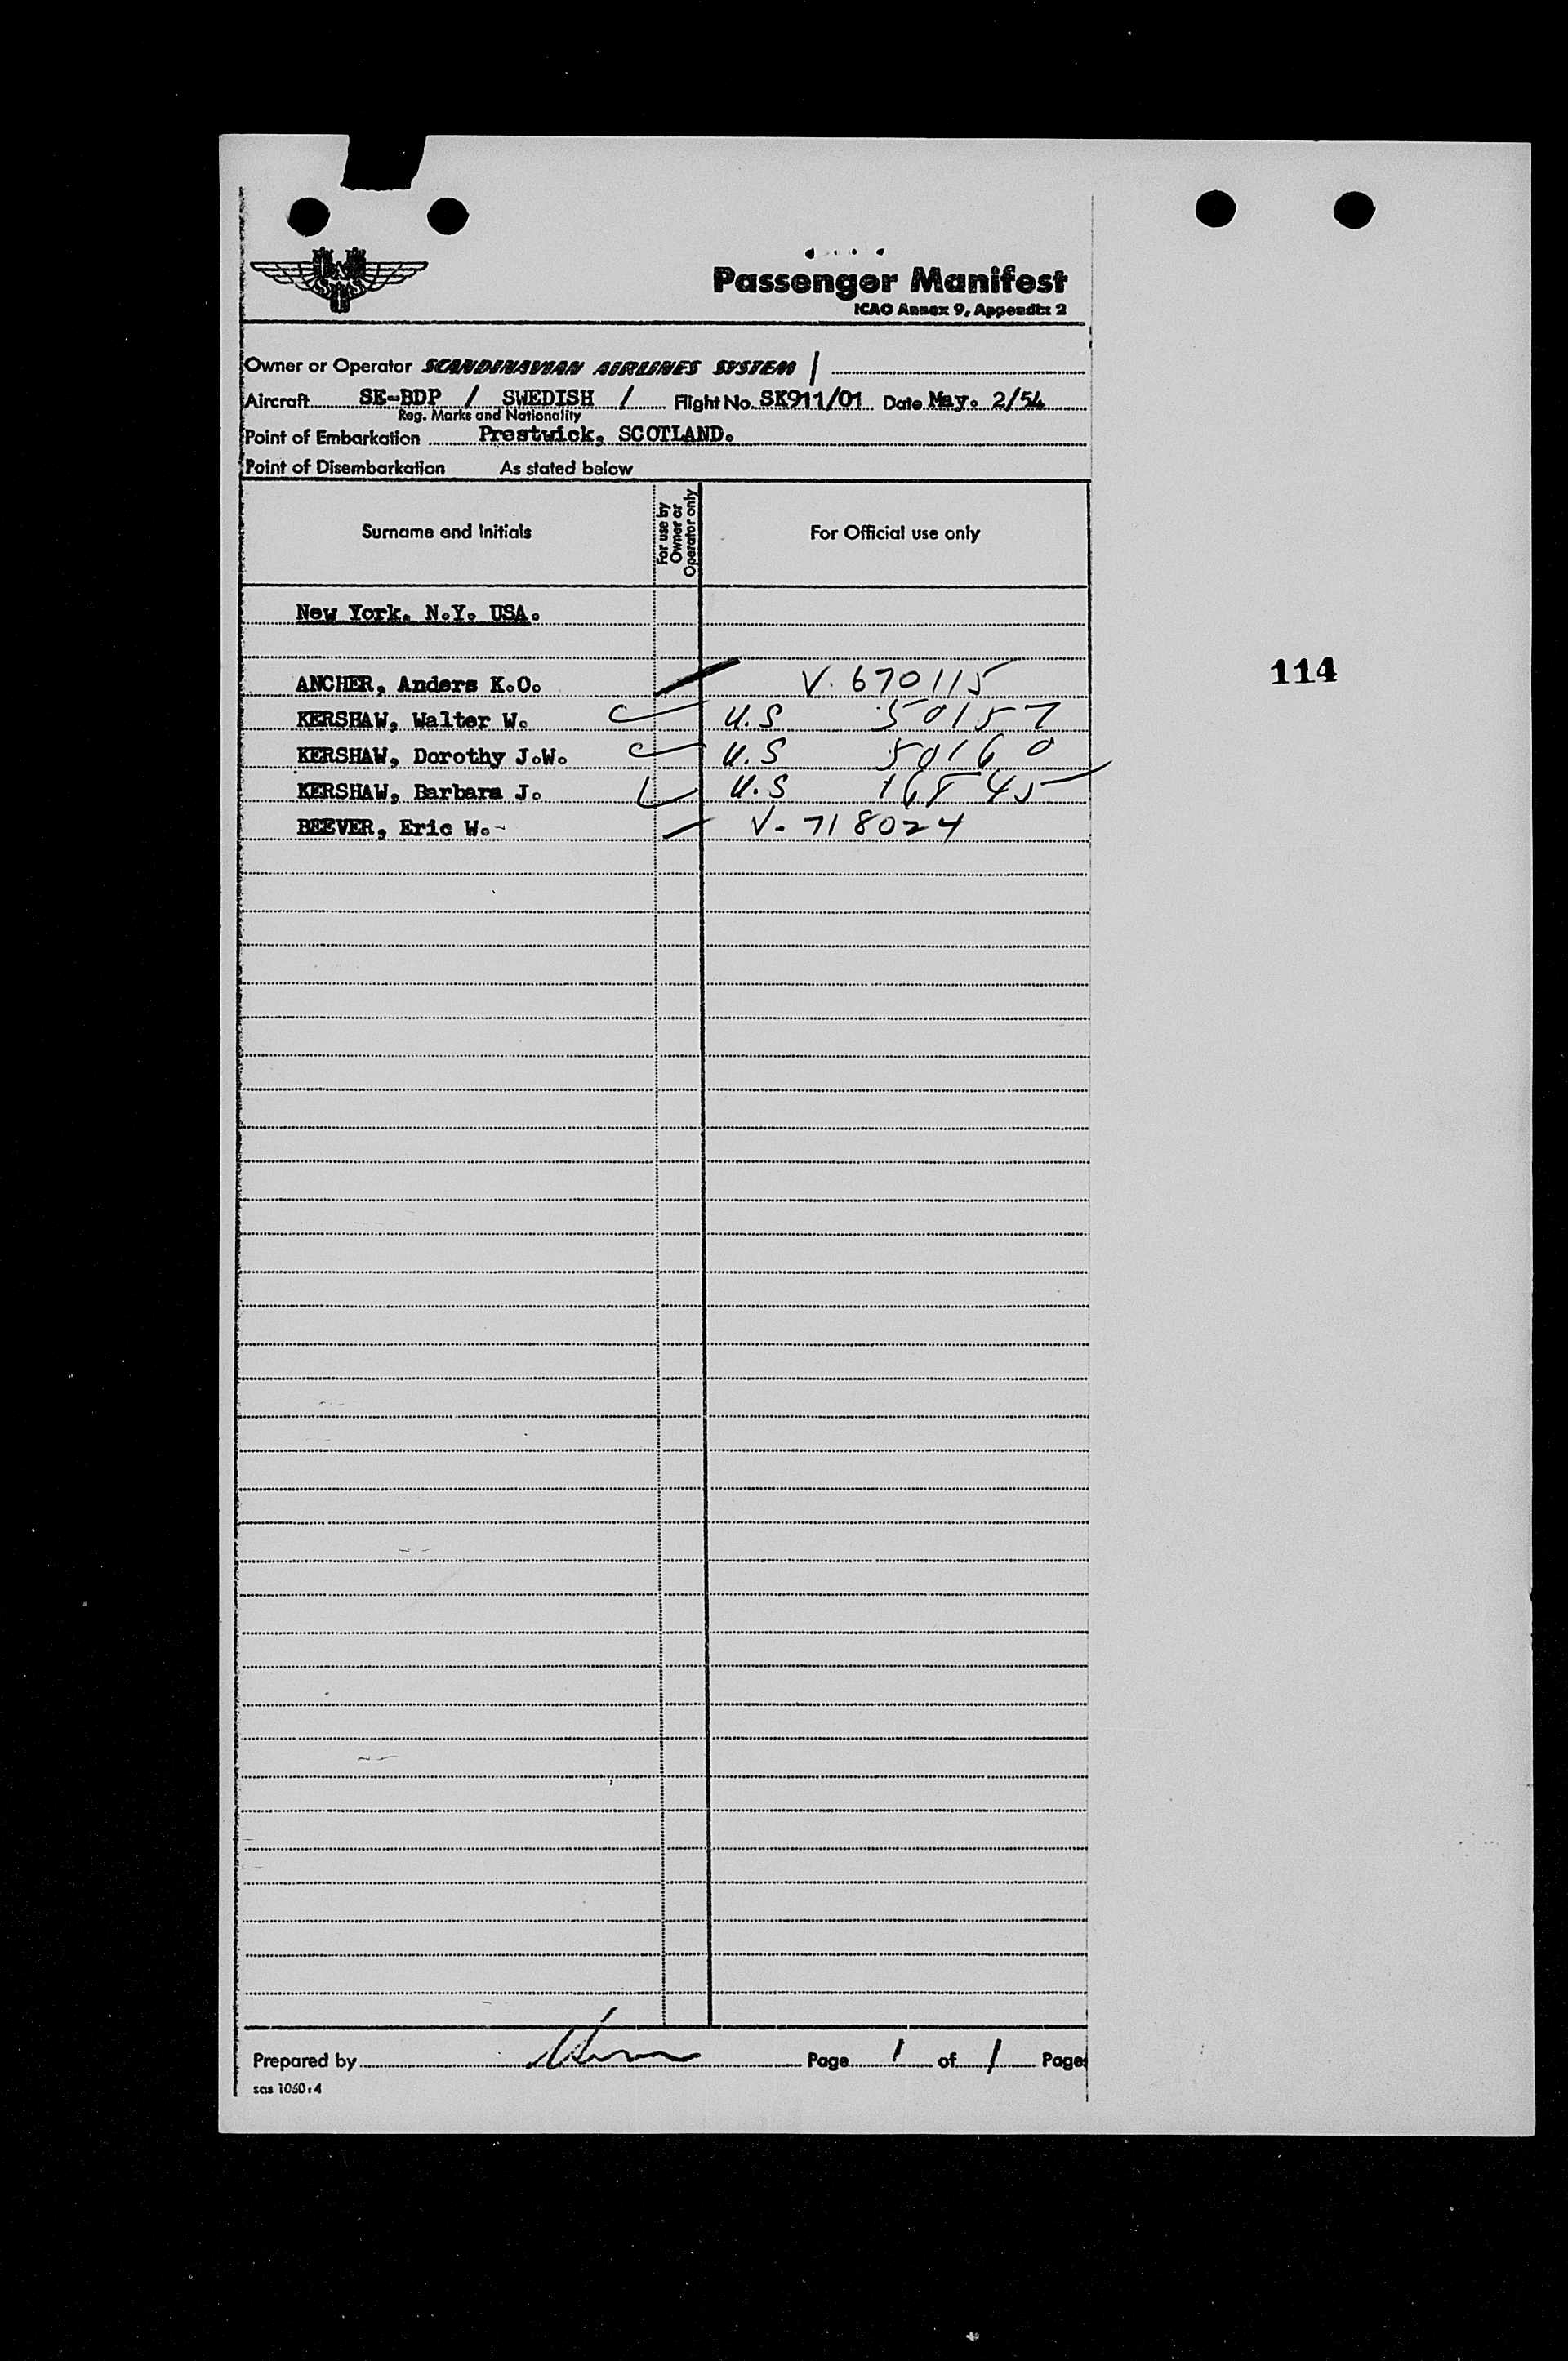 SAS
Passenger Manifest
ICAO Annex 9, Appendix 2
Owner or Operator SCANDINAVIAN AIRLINES SYSTEM /
Aircraft SE-BDP / SWEDISH / Flight No. SK911/01 Date May. 2/54
Reg. Marks and Nationality
Point of Embarkation Prestwick, SCOTLAND.
Point of Disembarkation As stated below
Surname and Initials For use by Owner or Operator only For Official use only
New York. N.Y. USA.
114
ANCHER, Anders K.O. V. 670115
KERSHAW, Walter W. U.S 50157
KERSHAW, Dorothy J.W. U.S 50160
KERSHAW, Barbara J. U.S
BEEVER, Eric W. V. 718024
Prepared by Page 1 of 1 Pages
sas 1060:4